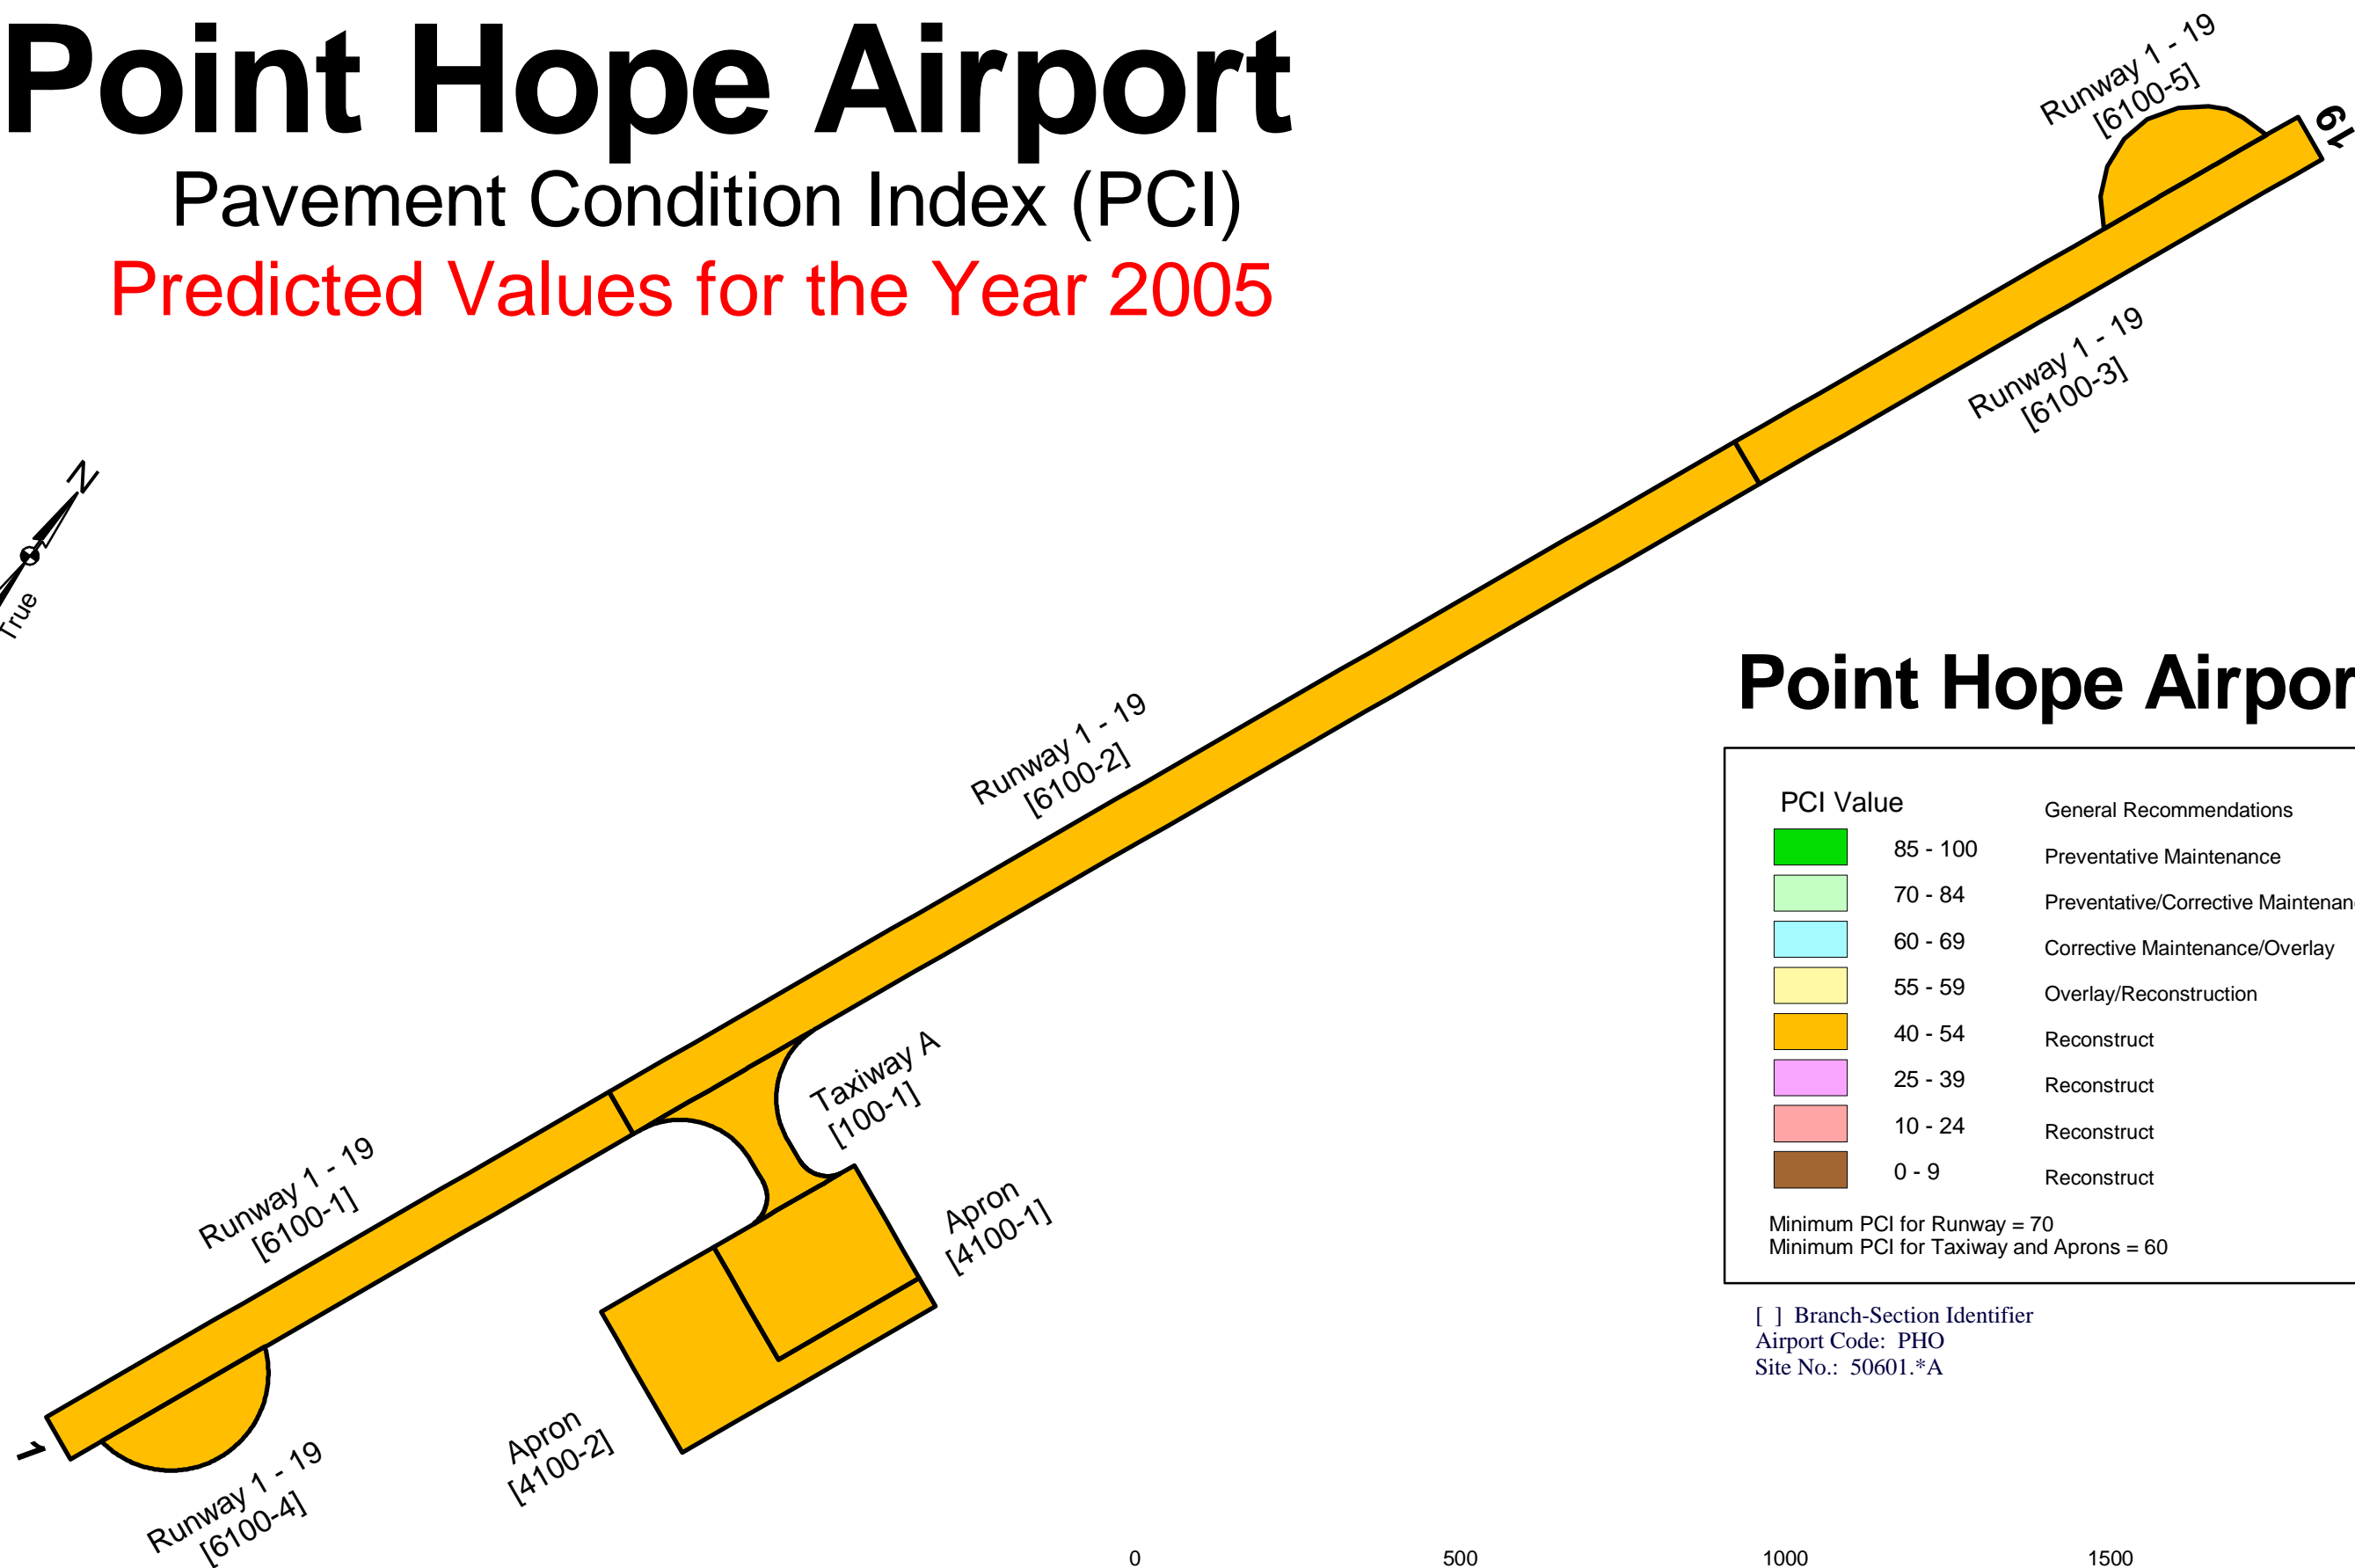 Point Hope Airport
Pavement Condition Index (PCI)
Predicted Values for the Year 2005
Runway 1 - 19
[6100-5]
19
Runway 1 - 19
[6100-3]
N
True
Runway 1 - 19
[6100-2]
Taxiway A
[100-1]
Runway 1 - 19
[6100-1]
Apron
[4100-1]
1
Runway 1 - 19
[6100-4]
Apron
[4100-2]
Point Hope Airpor
PCI Value General Recommendations
85 - 100 Preventative Maintenance
70 - 84 Preventative/Corrective Maintenan
60 - 69 Corrective Maintenance/Overlay
55 - 59 Overlay/Reconstruction
40 - 54 Reconstruct
25 - 39 Reconstruct
10 - 24 Reconstruct
0 - 9 Reconstruct
Minimum PCI for Runway = 70
Minimum PCI for Taxiway and Aprons = 60
[ ] Branch-Section Identifier
Airport Code: PHO
Site No.: 50601.*A
0 500 1000 1500